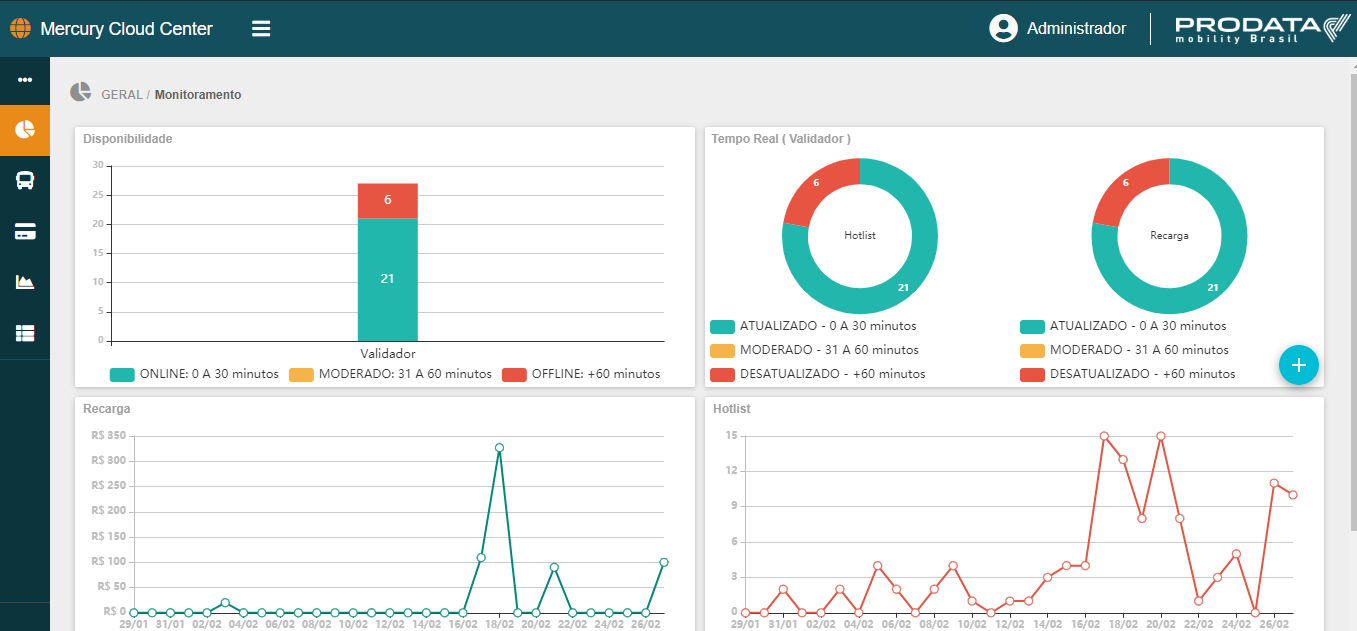 Mercury Cloud Center
Administrador
PRODATA
mobility Brasil
GERAL / Monitoramento
Disponibilidade
30
25
20
15
10
5
0
6
21
Validador
ONLINE: 0 A 30 minutos MODERADO: 31 A 60 minutos OFFLINE: +60 minutos
Tempo Real ( Validador )
6
Hotlist
21
ATUALIZADO - 0 A 30 minutos
MODERADO - 31 A 60 minutos
DESATUALIZADO - +60 minutos
6
Recarga
21
ATUALIZADO - 0 A 30 minutos
MODERADO - 31 A 60 minutos
DESATUALIZADO - +60 minutos
+
Recarga
R$ 350
R$ 300
R$ 250
R$ 200
R$ 150
R$ 100
R$ 50
R$ 0
29/01 31/01 02/02 04/02 06/02 08/02 10/02 12/02 14/02 16/02 18/02 20/02 22/02 24/02 26/02
Hotlist
15
12
9
6
3
0
29/01 31/01 02/02 04/02 06/02 08/02 10/02 12/02 14/02 16/02 18/02 20/02 22/02 24/02 26/02